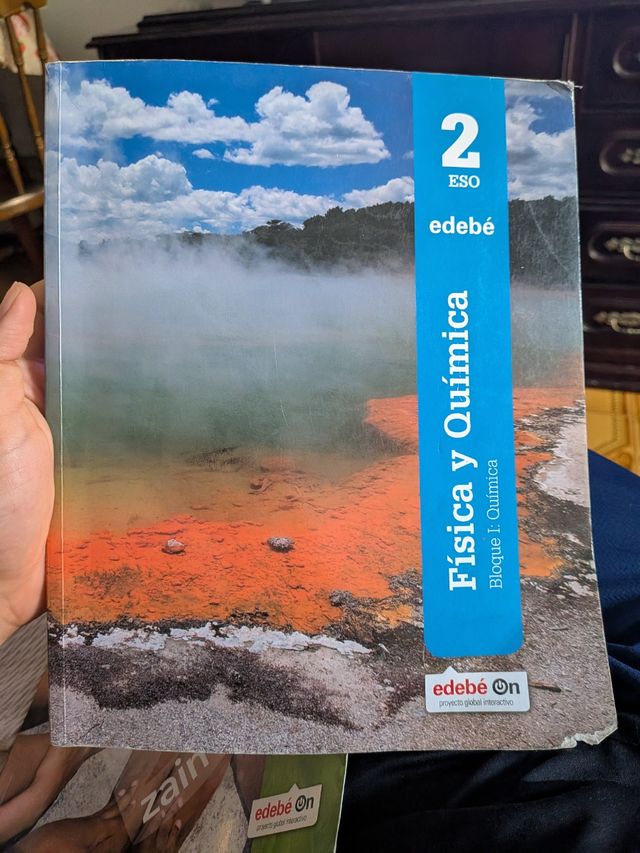 2
ESO
edebé
Física y Química
Bloque I: Química
edebé On
proyecto global interactivo
zain
edebé On
proyecto global interactivo